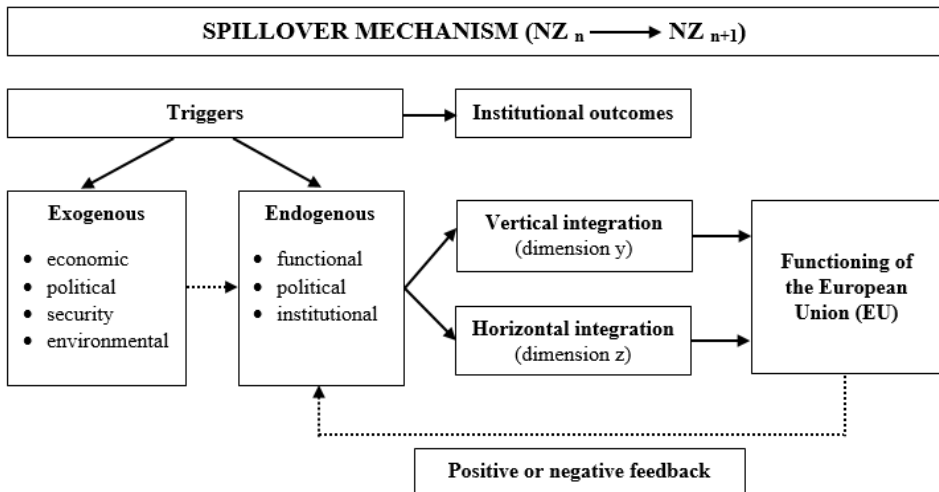 SPILLOVER MECHANISM (NZ n ⟶ NZ n+1)
Triggers
Institutional outcomes
Exogenous
• economic
• political
• security
• environmental
Endogenous
• functional
• political
• institutional
Vertical integration
(dimension y)
Horizontal integration
(dimension z)
Functioning of
the European
Union (EU)
Positive or negative feedback